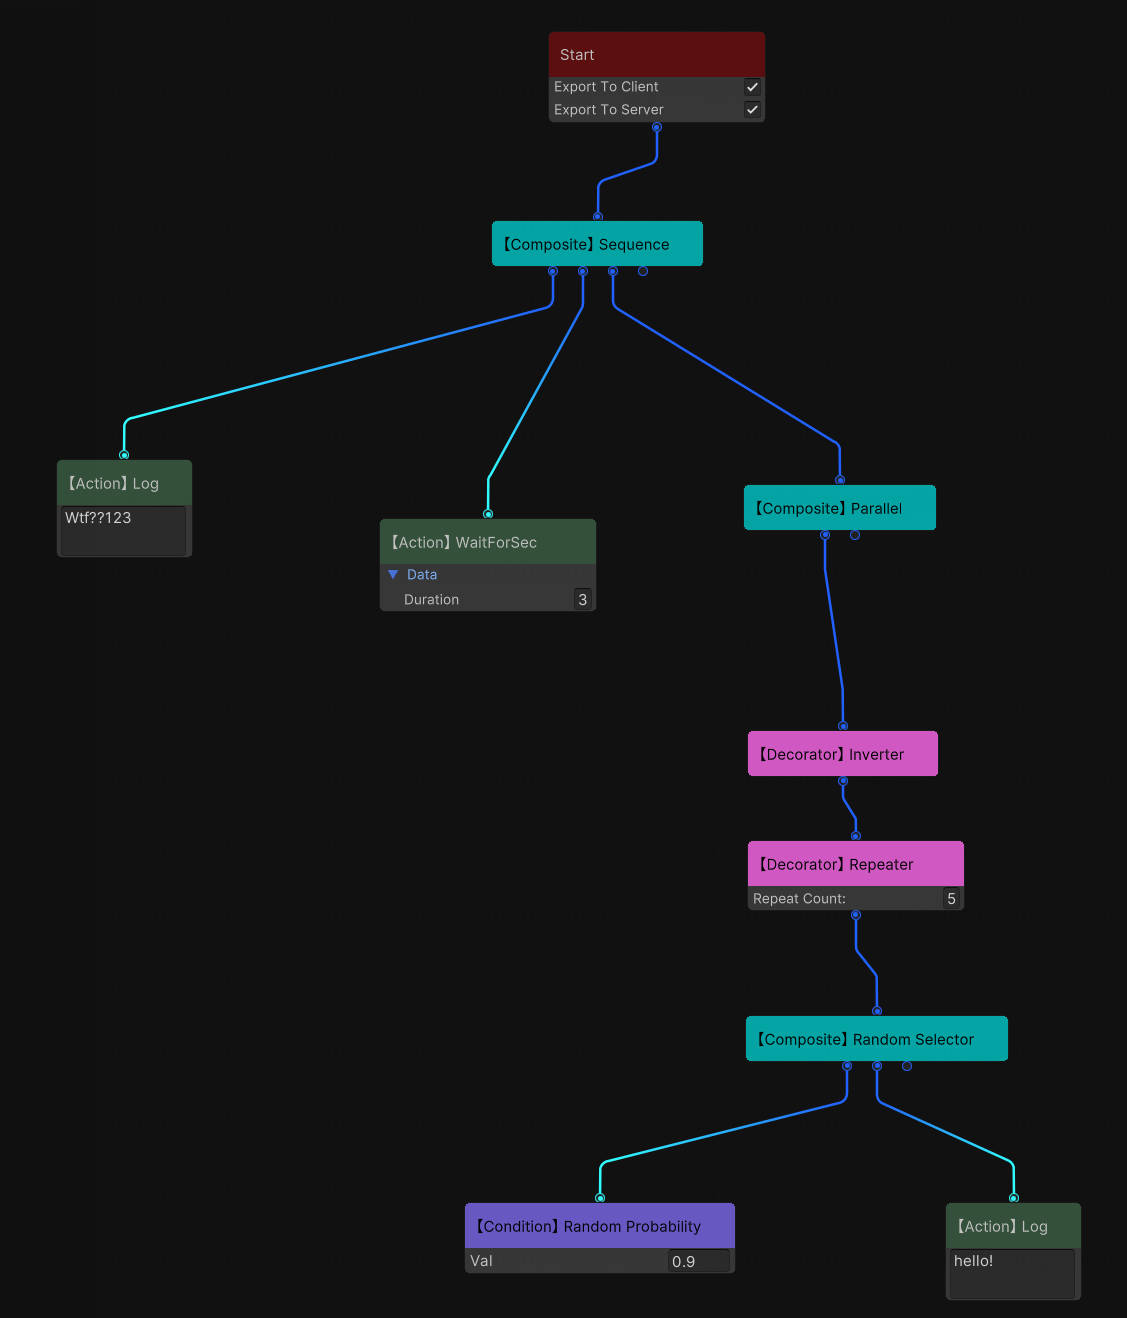 Start
Export To Client
Export To Server
【Composite】Sequence
【Action】Log
Wtf??123
【Action】WaitForSec
Data
Duration 3
【Composite】Parallel
【Decorator】Inverter
【Decorator】Repeater
Repeat Count: 5
【Composite】Random Selector
【Condition】Random Probability
Val 0.9
【Action】Log
hello!